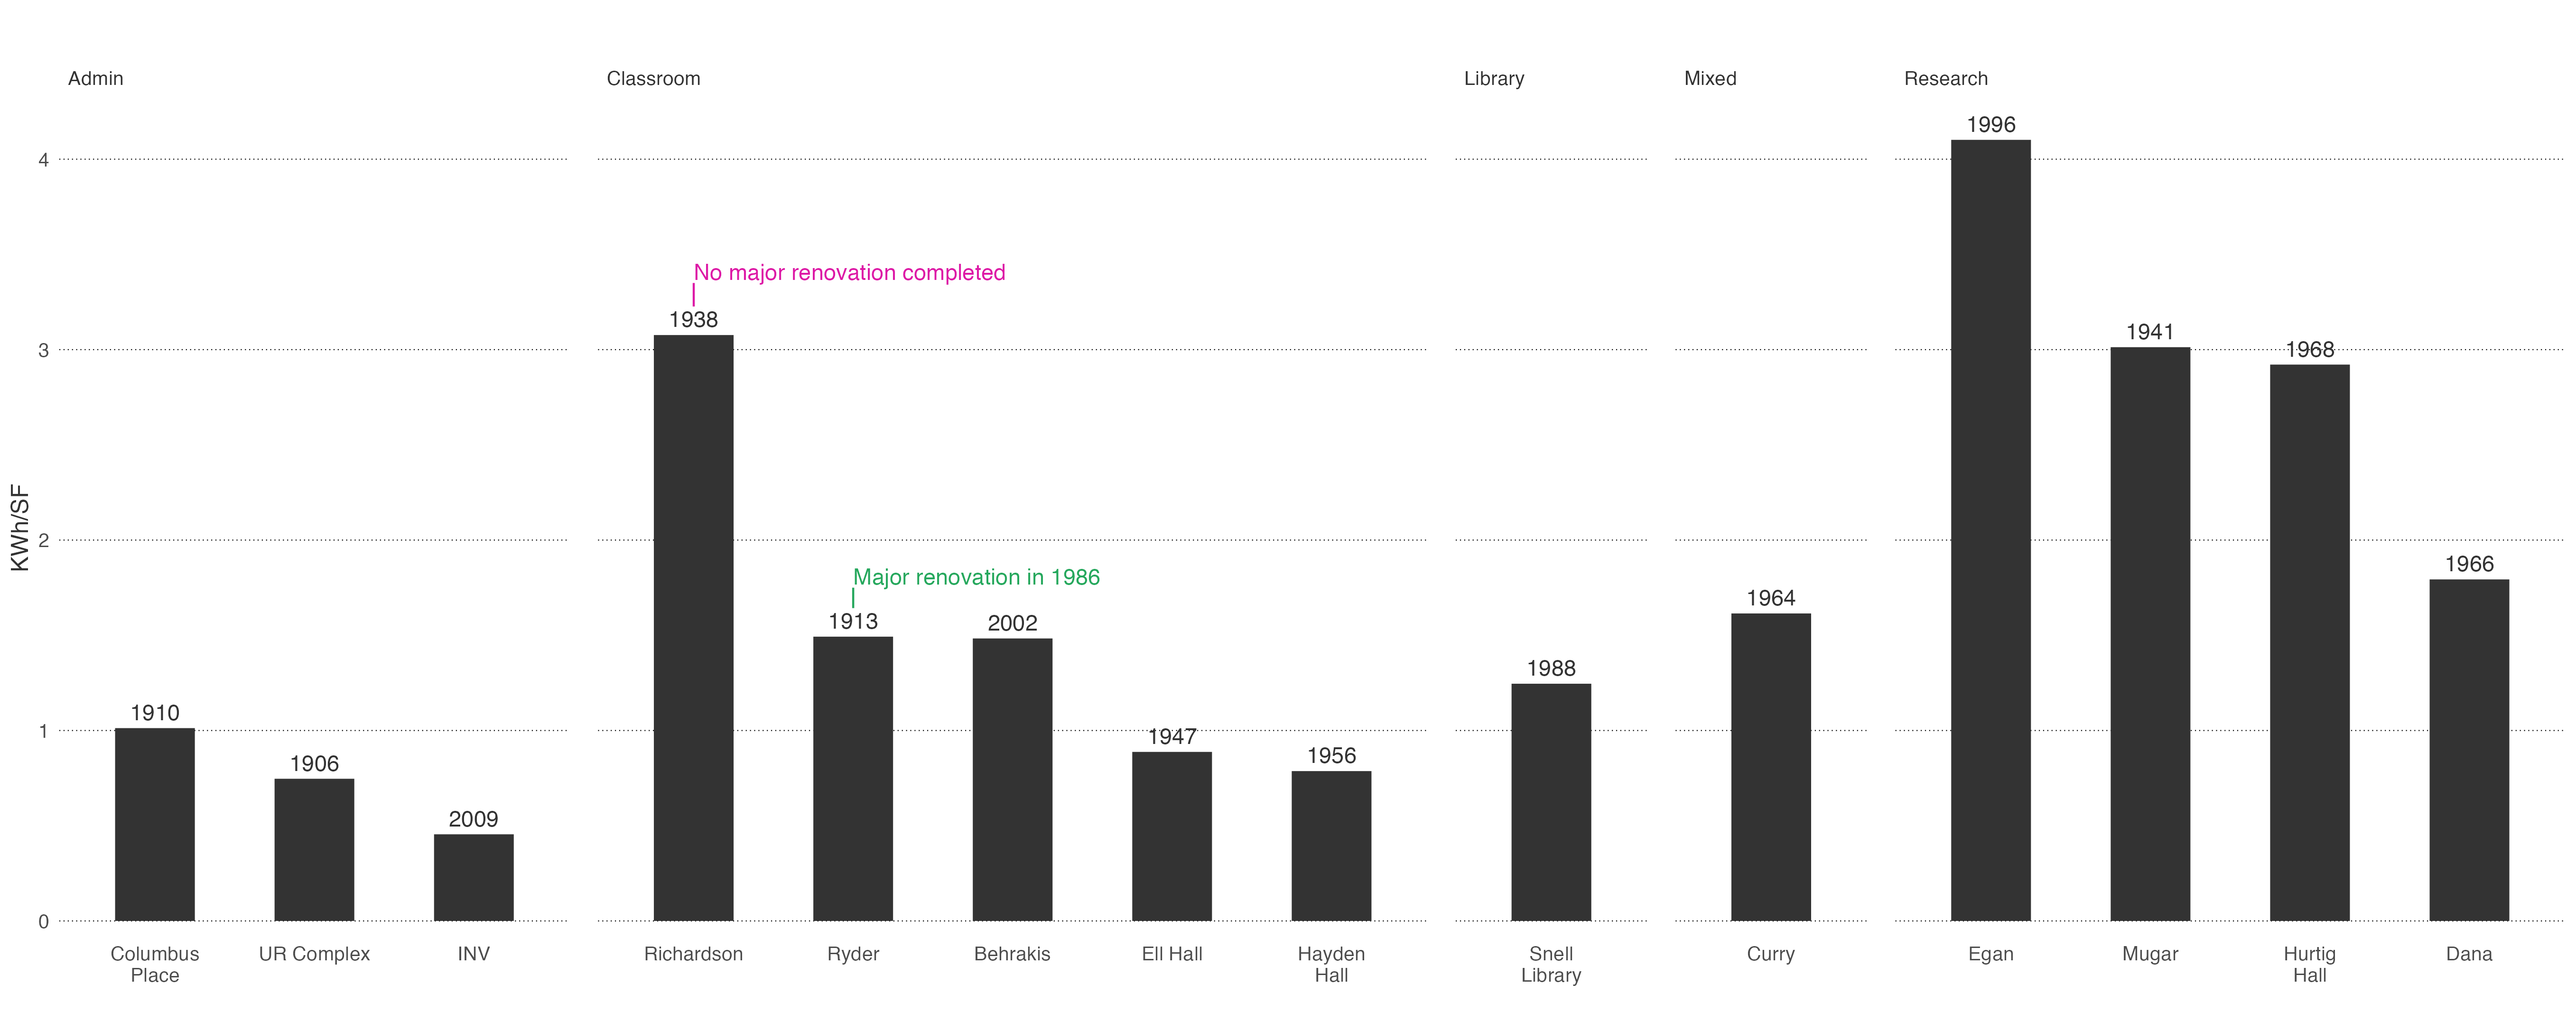 Admin
Classroom
Library
Mixed
Research
KWh/SF
4
3
2
1
0
1910
1906
2009
No major renovation completed
1938
Major renovation in 1986
1913
2002
1947
1956
1988
1964
1996
1941
1968
1966
Columbus
Place
UR Complex
INV
Richardson
Ryder
Behrakis
Ell Hall
Hayden
Hall
Snell
Library
Curry
Egan
Mugar
Hurtig
Hall
Dana